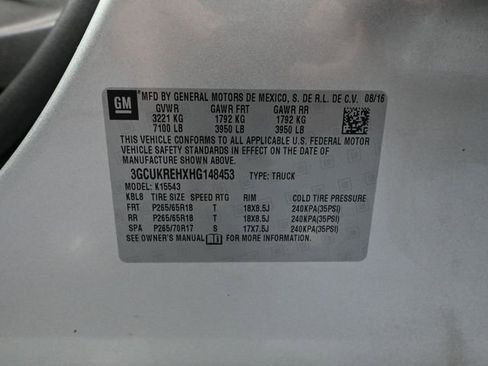 GM
MFD BY GENERAL MOTORS DE MEXICO, S. DE R.L. DE C.V. 08/16
GVWR GAWR FRT GAWR RR
3221 KG 1792 KG 1792 KG
7100 LB 3950 LB 3950 LB
THIS VEHICLE CONFORMS TO ALL APPLICABLE U.S. FEDERAL MOTOR
VEHICLE SAFETY STANDARDS IN EFFECT ON THE DATE OF
MANUFACTURE SHOWN ABOVE.
3GCUKREHXHG148453 TYPE: TRUCK
MODEL: K15543
KBL8 TIRE SIZE SPEED RTG RIM COLD TIRE PRESSURE
FRT P265/65R18 T 18X8.5J 240KPA(35PSI)
RR P265/65R18 T 18X8.5J 240KPA(35PSI)
SPA P265/70R17 S 17X7.5J 240KPA(35PSI)
SEE OWNER'S MANUAL FOR MORE INFORMATION.